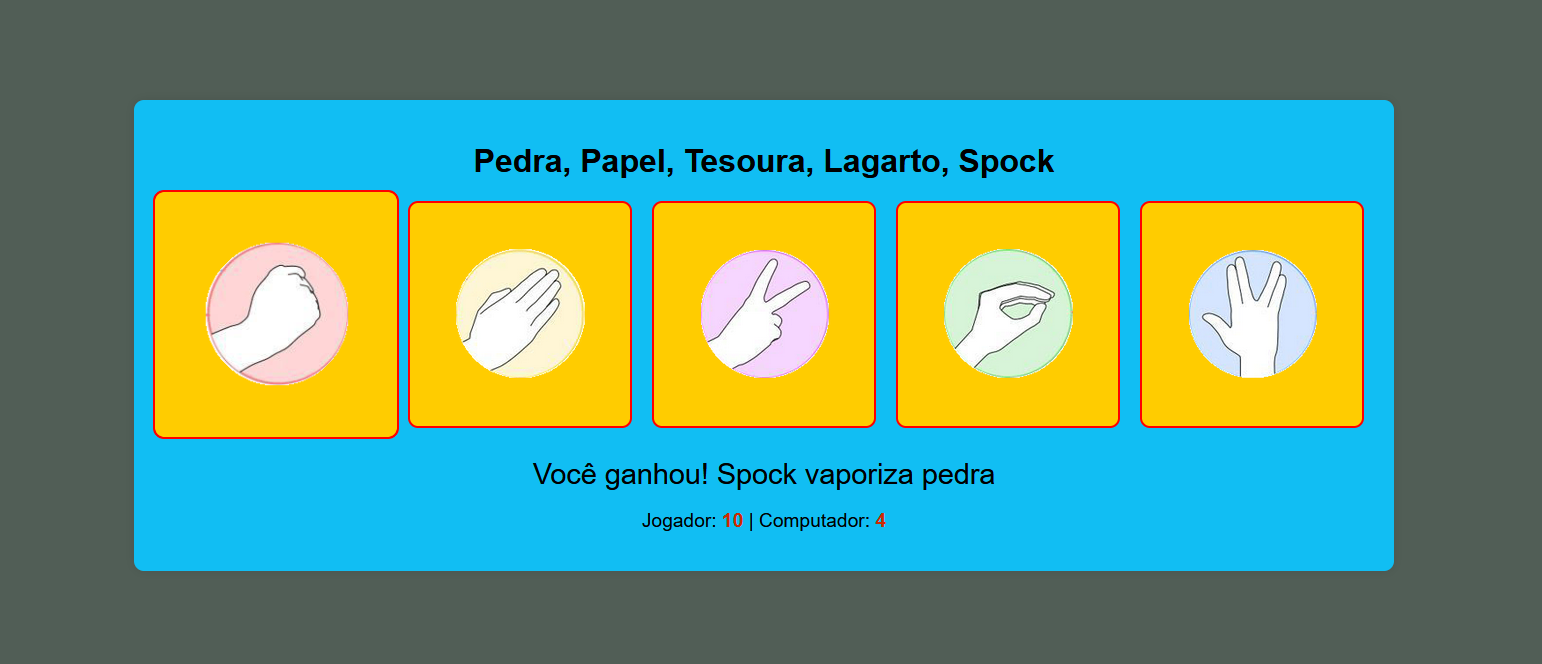 Pedra, Papel, Tesoura, Lagarto, Spock
Você ganhou! Spock vaporiza pedra
Jogador: 10 | Computador: 4